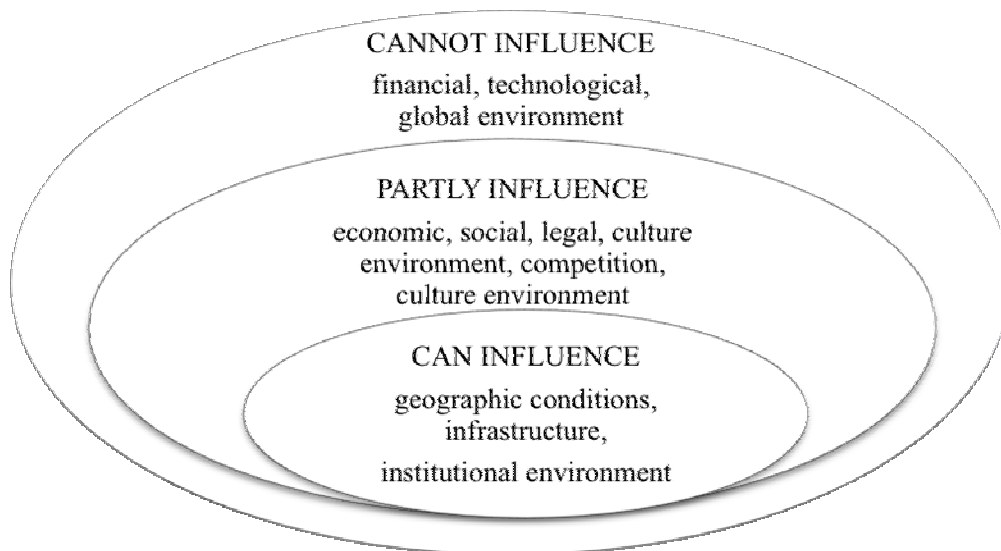 CANNOT INFLUENCE
financial, technological,
global environment
PARTLY INFLUENCE
economic, social, legal, culture
environment, competition,
culture environment
CAN INFLUENCE
geographic conditions,
infrastructure,
institutional environment